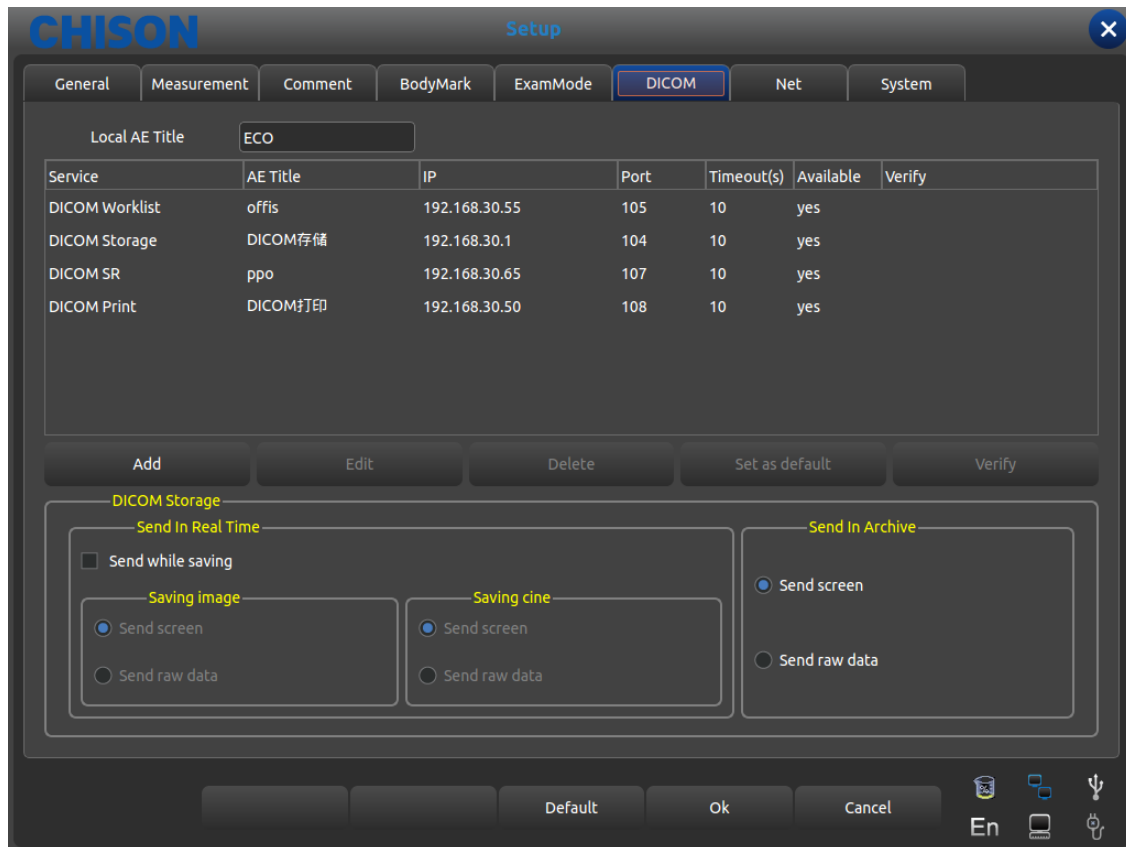 CHISON
Setup
General Measurement Comment BodyMark ExamMode DICOM Net System
Local AE Title ECO
Service AE Title IP Port Timeout(s) Available Verify
DICOM Worklist offis 192.168.30.55 105 10 yes
DICOM Storage DICOM存储 192.168.30.1 104 10 yes
DICOM SR ppo 192.168.30.65 107 10 yes
DICOM Print DICOM打印 192.168.30.50 108 10 yes
Add Edit Delete Set as default Verify
DICOM Storage
Send In Real Time Send In Archive
Send while saving
Send screen
Saving image Saving cine
Send screen Send screen
Send raw data
Send raw data Send raw data
Default Ok Cancel
En